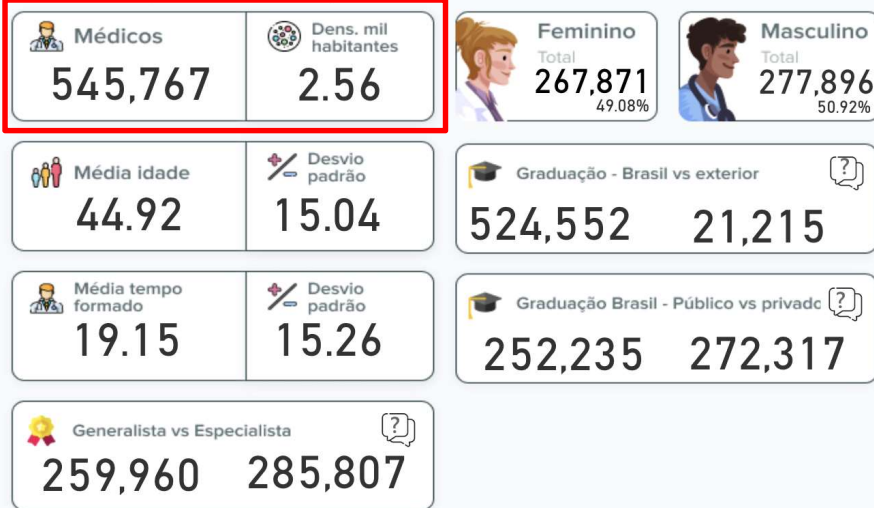 Médicos
Dens. mil
habitantes
545,767
2.56
Feminino
Total
267,871
49.08%
Masculino
Total
277,896
50.92%
Média idade
44.92
Desvio
padrão
15.04
Graduação - Brasil vs exterior
?
524,552 21,215
Média tempo
formado
19.15
Desvio
padrão
15.26
Graduação Brasil - Público vs privado
?
252,235 272,317
Generalista vs Especialista
?
259,960 285,807